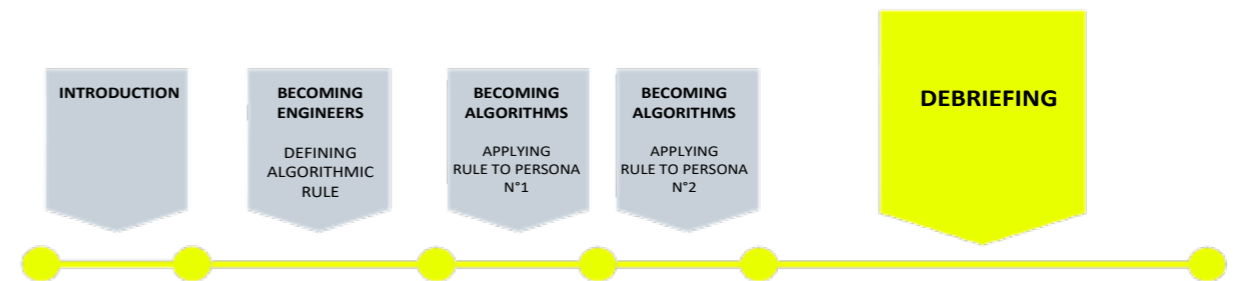 INTRODUCTION
BECOMING
ENGINEERS
DEFINING
ALGORITHMIC
RULE
BECOMING
ALGORITHMS
APPLYING
RULE TO PERSONA
N°1
BECOMING
ALGORITHMS
APPLYING
RULE TO PERSONA
N°2
DEBRIEFING